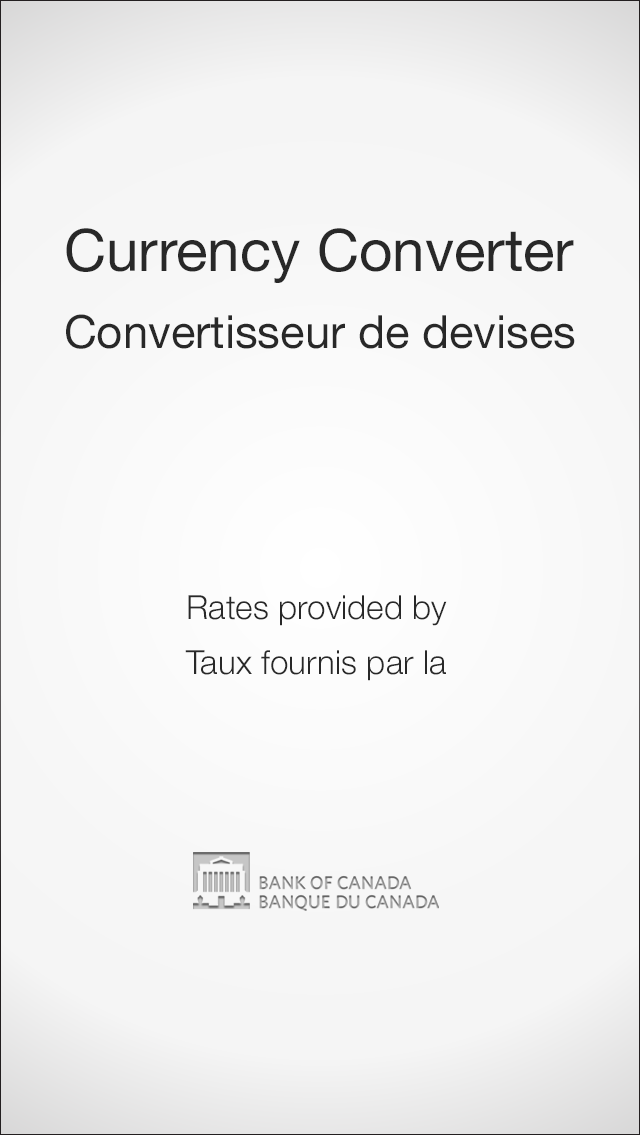 Currency Converter
Convertisseur de devises
Rates provided by
Taux fournis par la
BANK OF CANADA
BANQUE DU CANADA